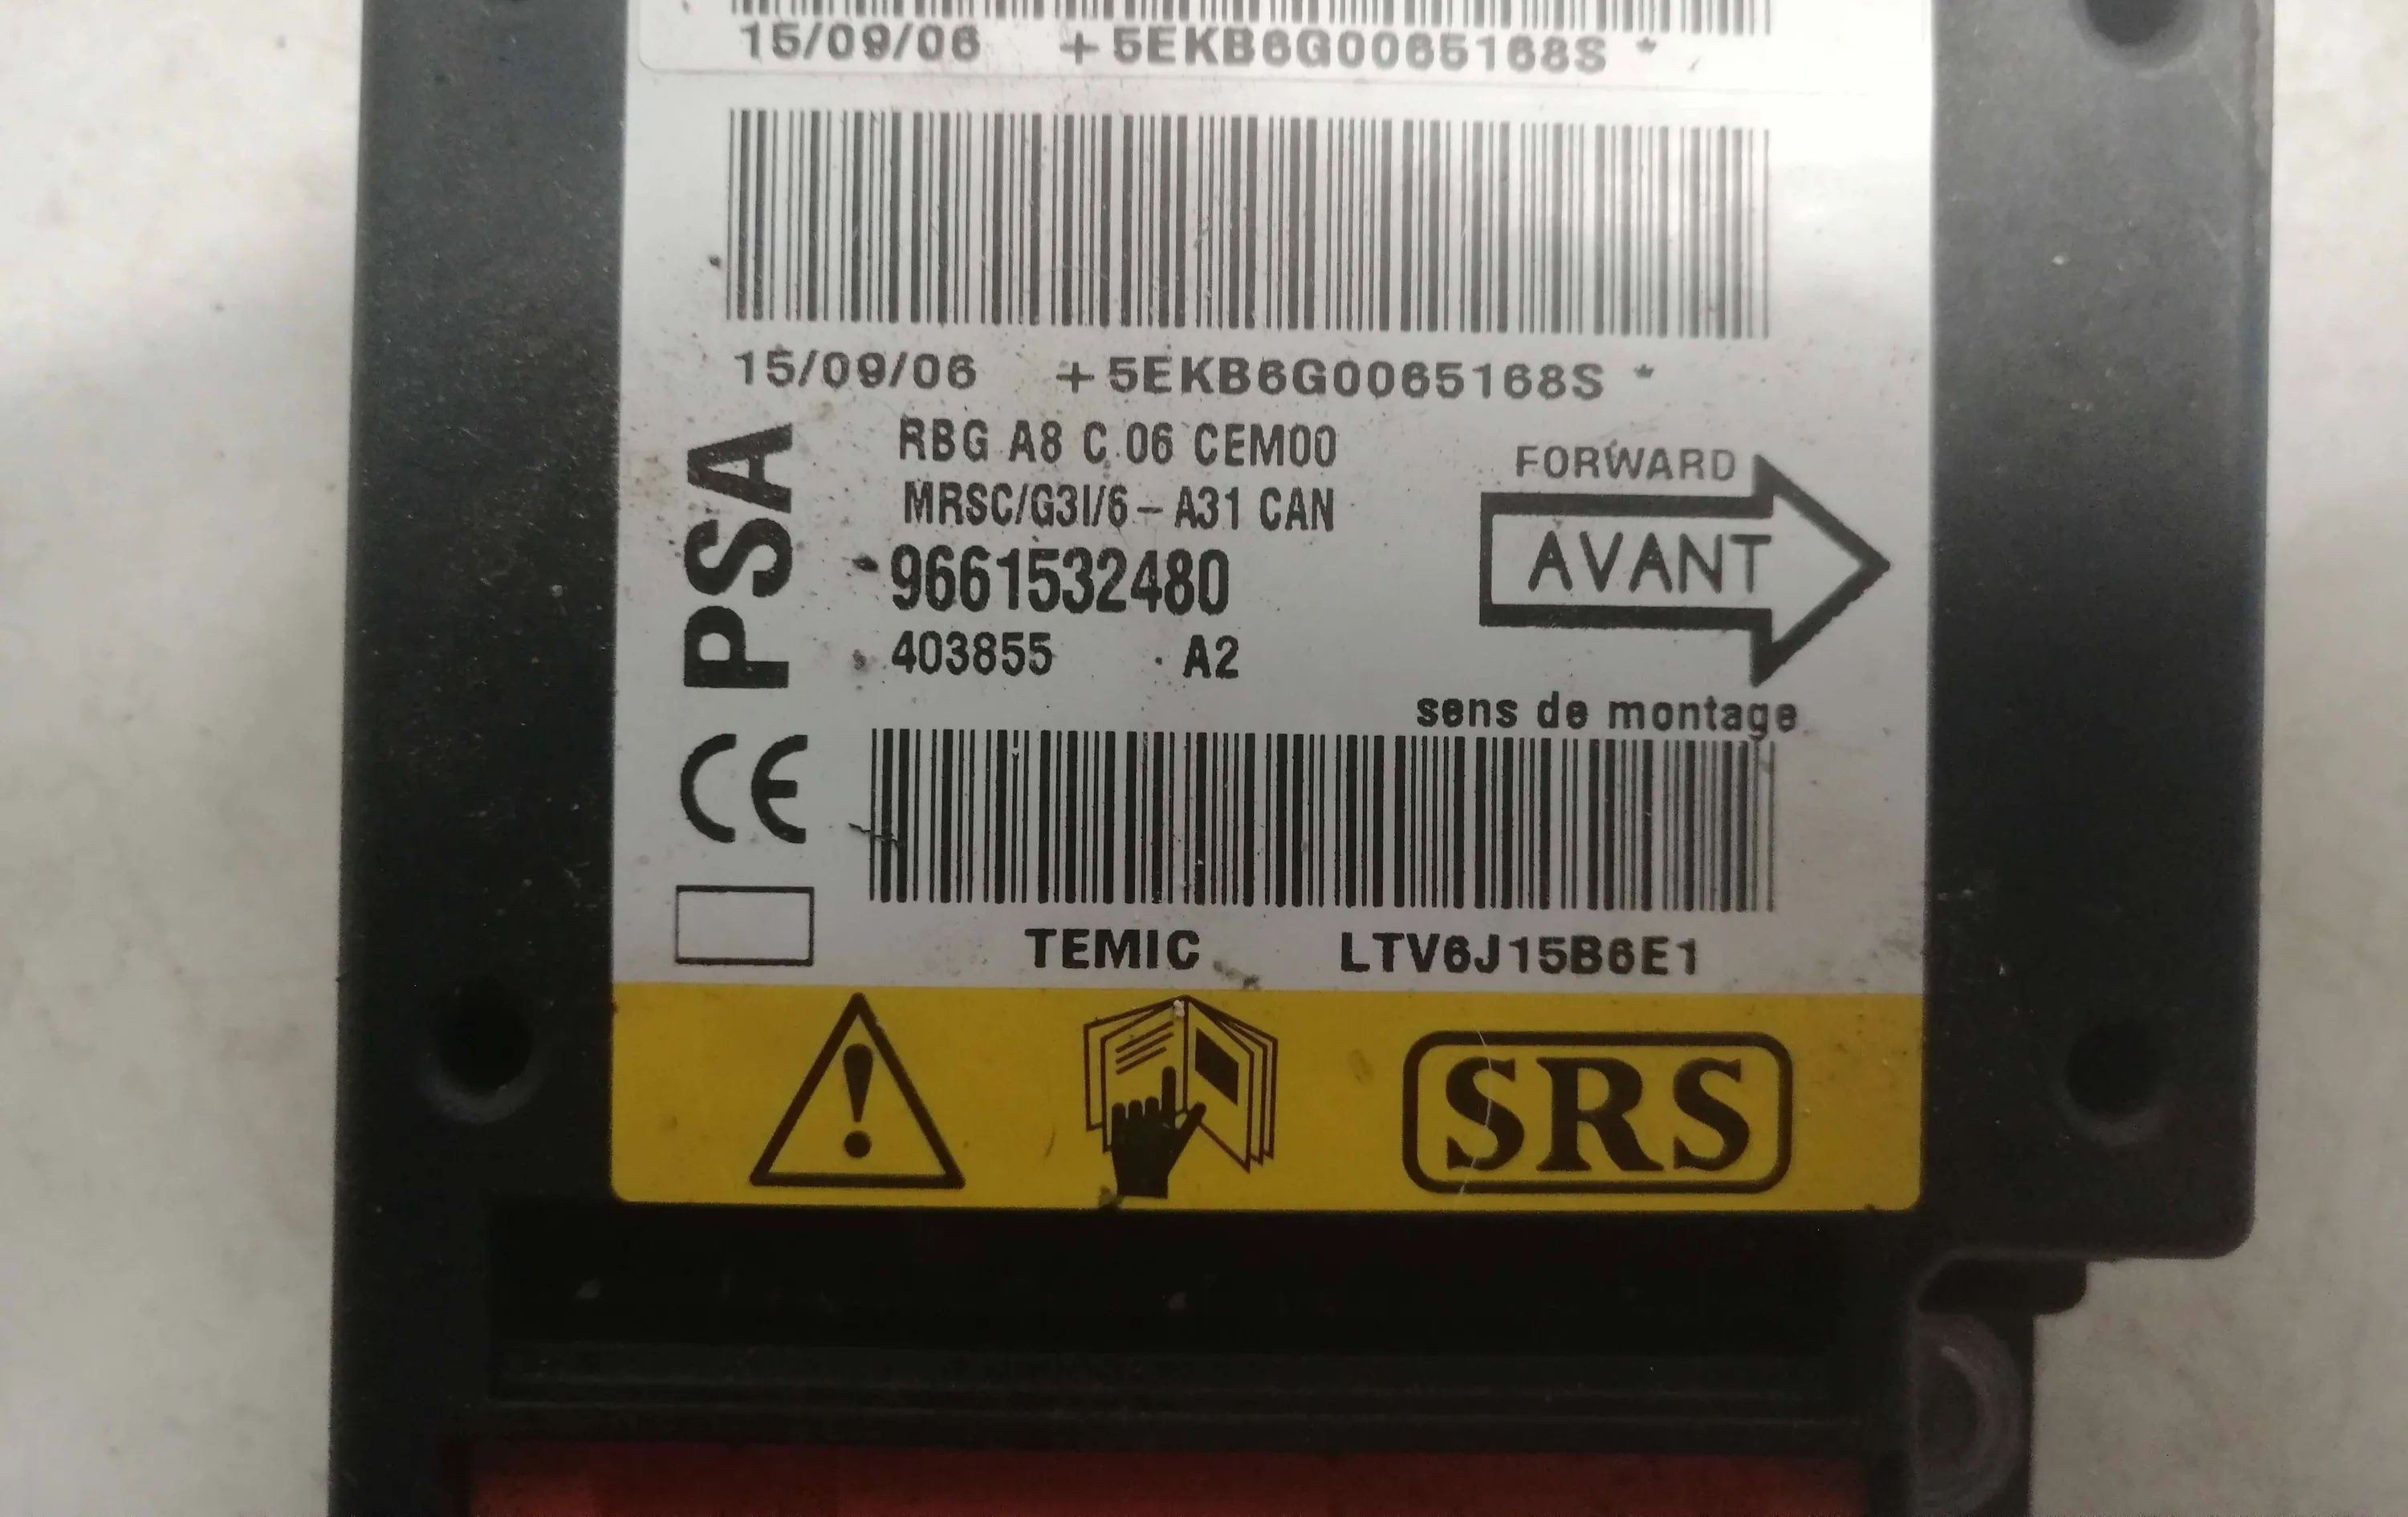 15/09/06 +5EKB6G0065168S *
15/09/06 +5EKB6G0065168S *
PSA
RBG A8 C 06 CEM00
MRSC/G3I/6 – A31 CAN
9661532480
403855 A2
FORWARD
AVANT
sens de montage
CE
TEMIC LTV6J15B6E1
SRS